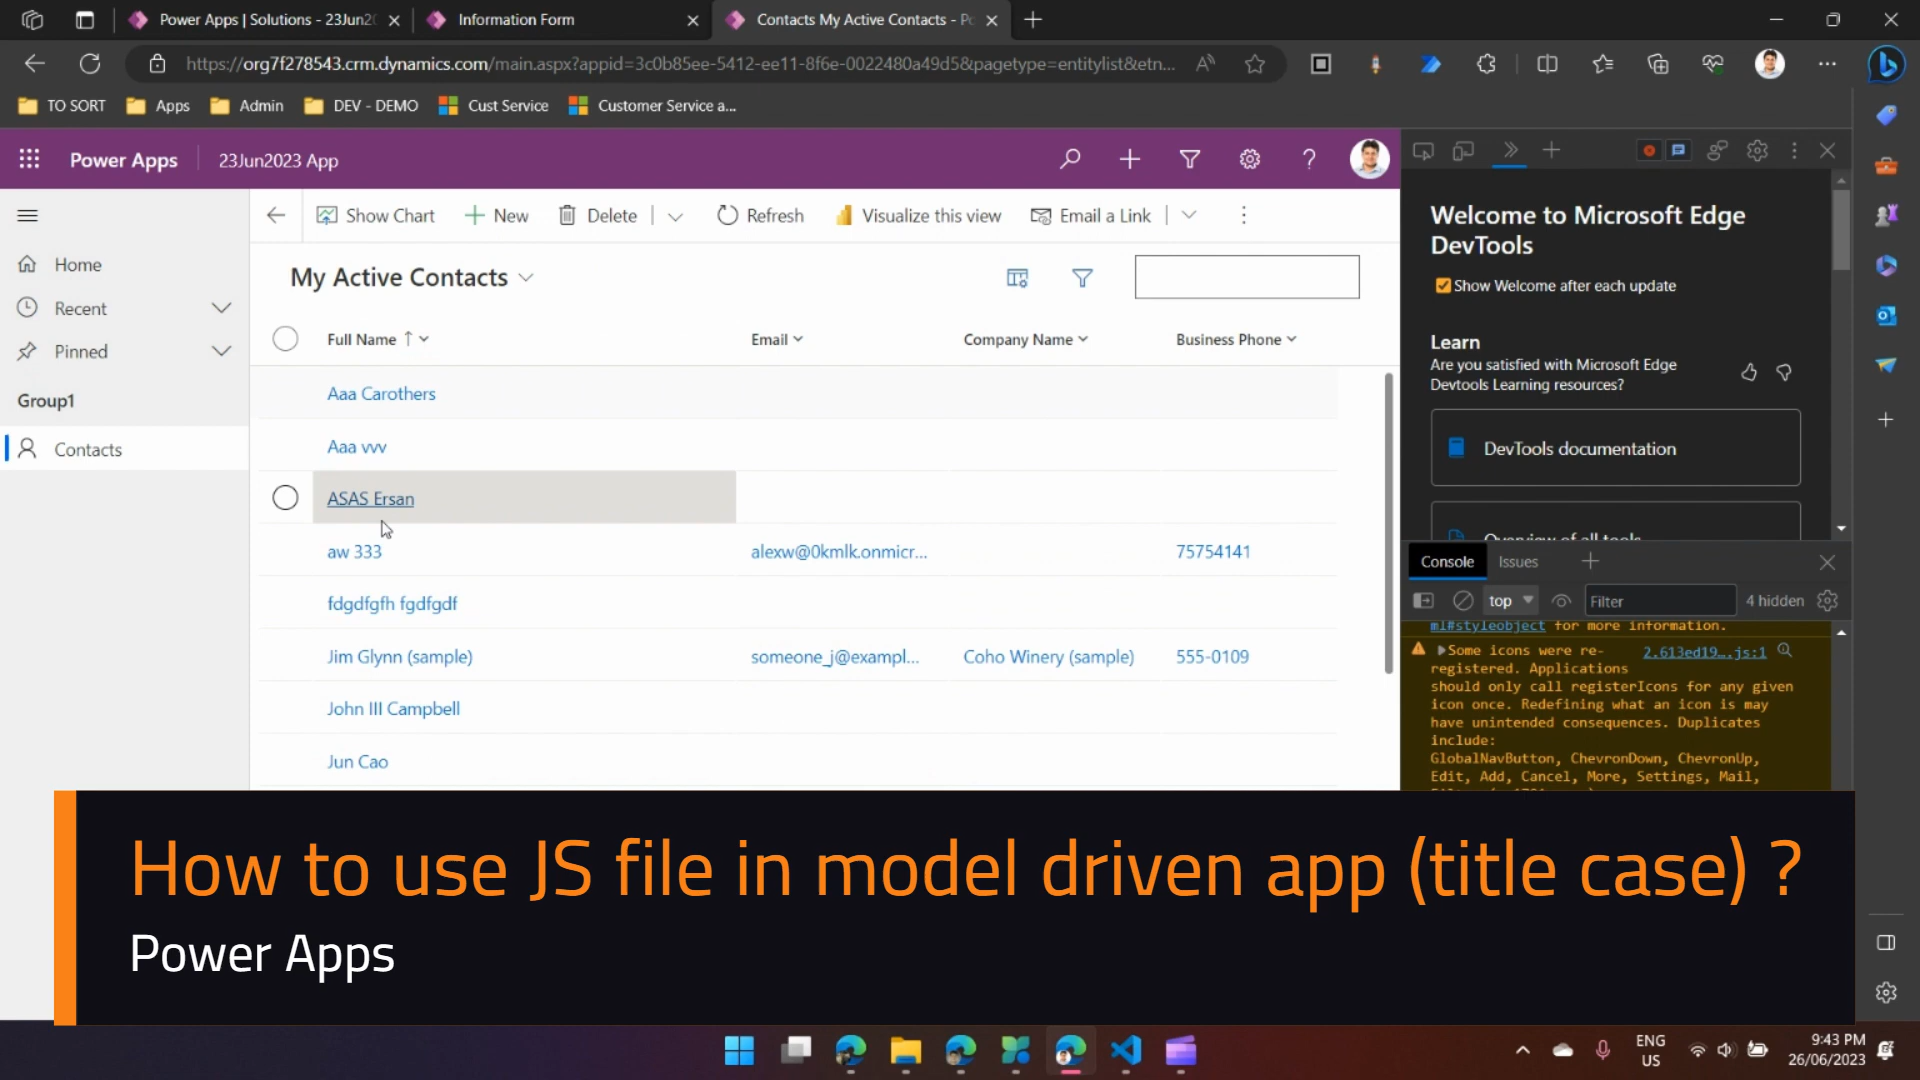 Power Apps | Solutions - 23Jun2
Information Form
Contacts My Active Contacts - Po
https://org7f278543.crm.dynamics.com/main.aspx?appid=3c0b85ee-5412-ee11-8f6e-0022480a49d5&pagetype=entitylist&etn...
TO SORT
Apps
Admin
DEV - DEMO
Cust Service
Customer Service a...
Power Apps
23Jun2023 App
Show Chart
New
Delete
Refresh
Visualize this view
Email a Link
Home
Recent
Pinned
Group1
Contacts
My Active Contacts
Full Name
Email
Company Name
Business Phone
Aaa Carothers
Aaa vvv
ASAS Ersan
aw 333 alexw@0kmlk.onmicr... 75754141
fdgdfgfh fgdfgdf
Jim Glynn (sample) someone_j@exampl... Coho Winery (sample) 555-0109
John III Campbell
Jun Cao
Welcome to Microsoft Edge
DevTools
Show Welcome after each update
Learn
Are you satisfied with Microsoft Edge
Devtools Learning resources?
DevTools documentation
Overview of all tools
Console
Issues
top
Filter
4 hidden
ml#styleobject for more information.
Some icons were re- 2.613ed19….js:1
registered. Applications
should only call registerIcons for any given
icon once. Redefining what an icon is may
have unintended consequences. Duplicates
include:
GlobalNavButton, ChevronDown, ChevronUp,
Edit, Add, Cancel, More, Settings, Mail,
How to use JS file in model driven app (title case) ?
Power Apps
ENG
US
9:43 PM
26/06/2023